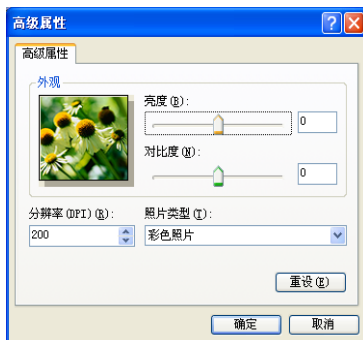 高级属性
高级属性
外观
亮度(B):
0
对比度(N):
0
分辨率(DPI)(R): 照片类型(T):
200 彩色照片
重设(E)
确定 取消